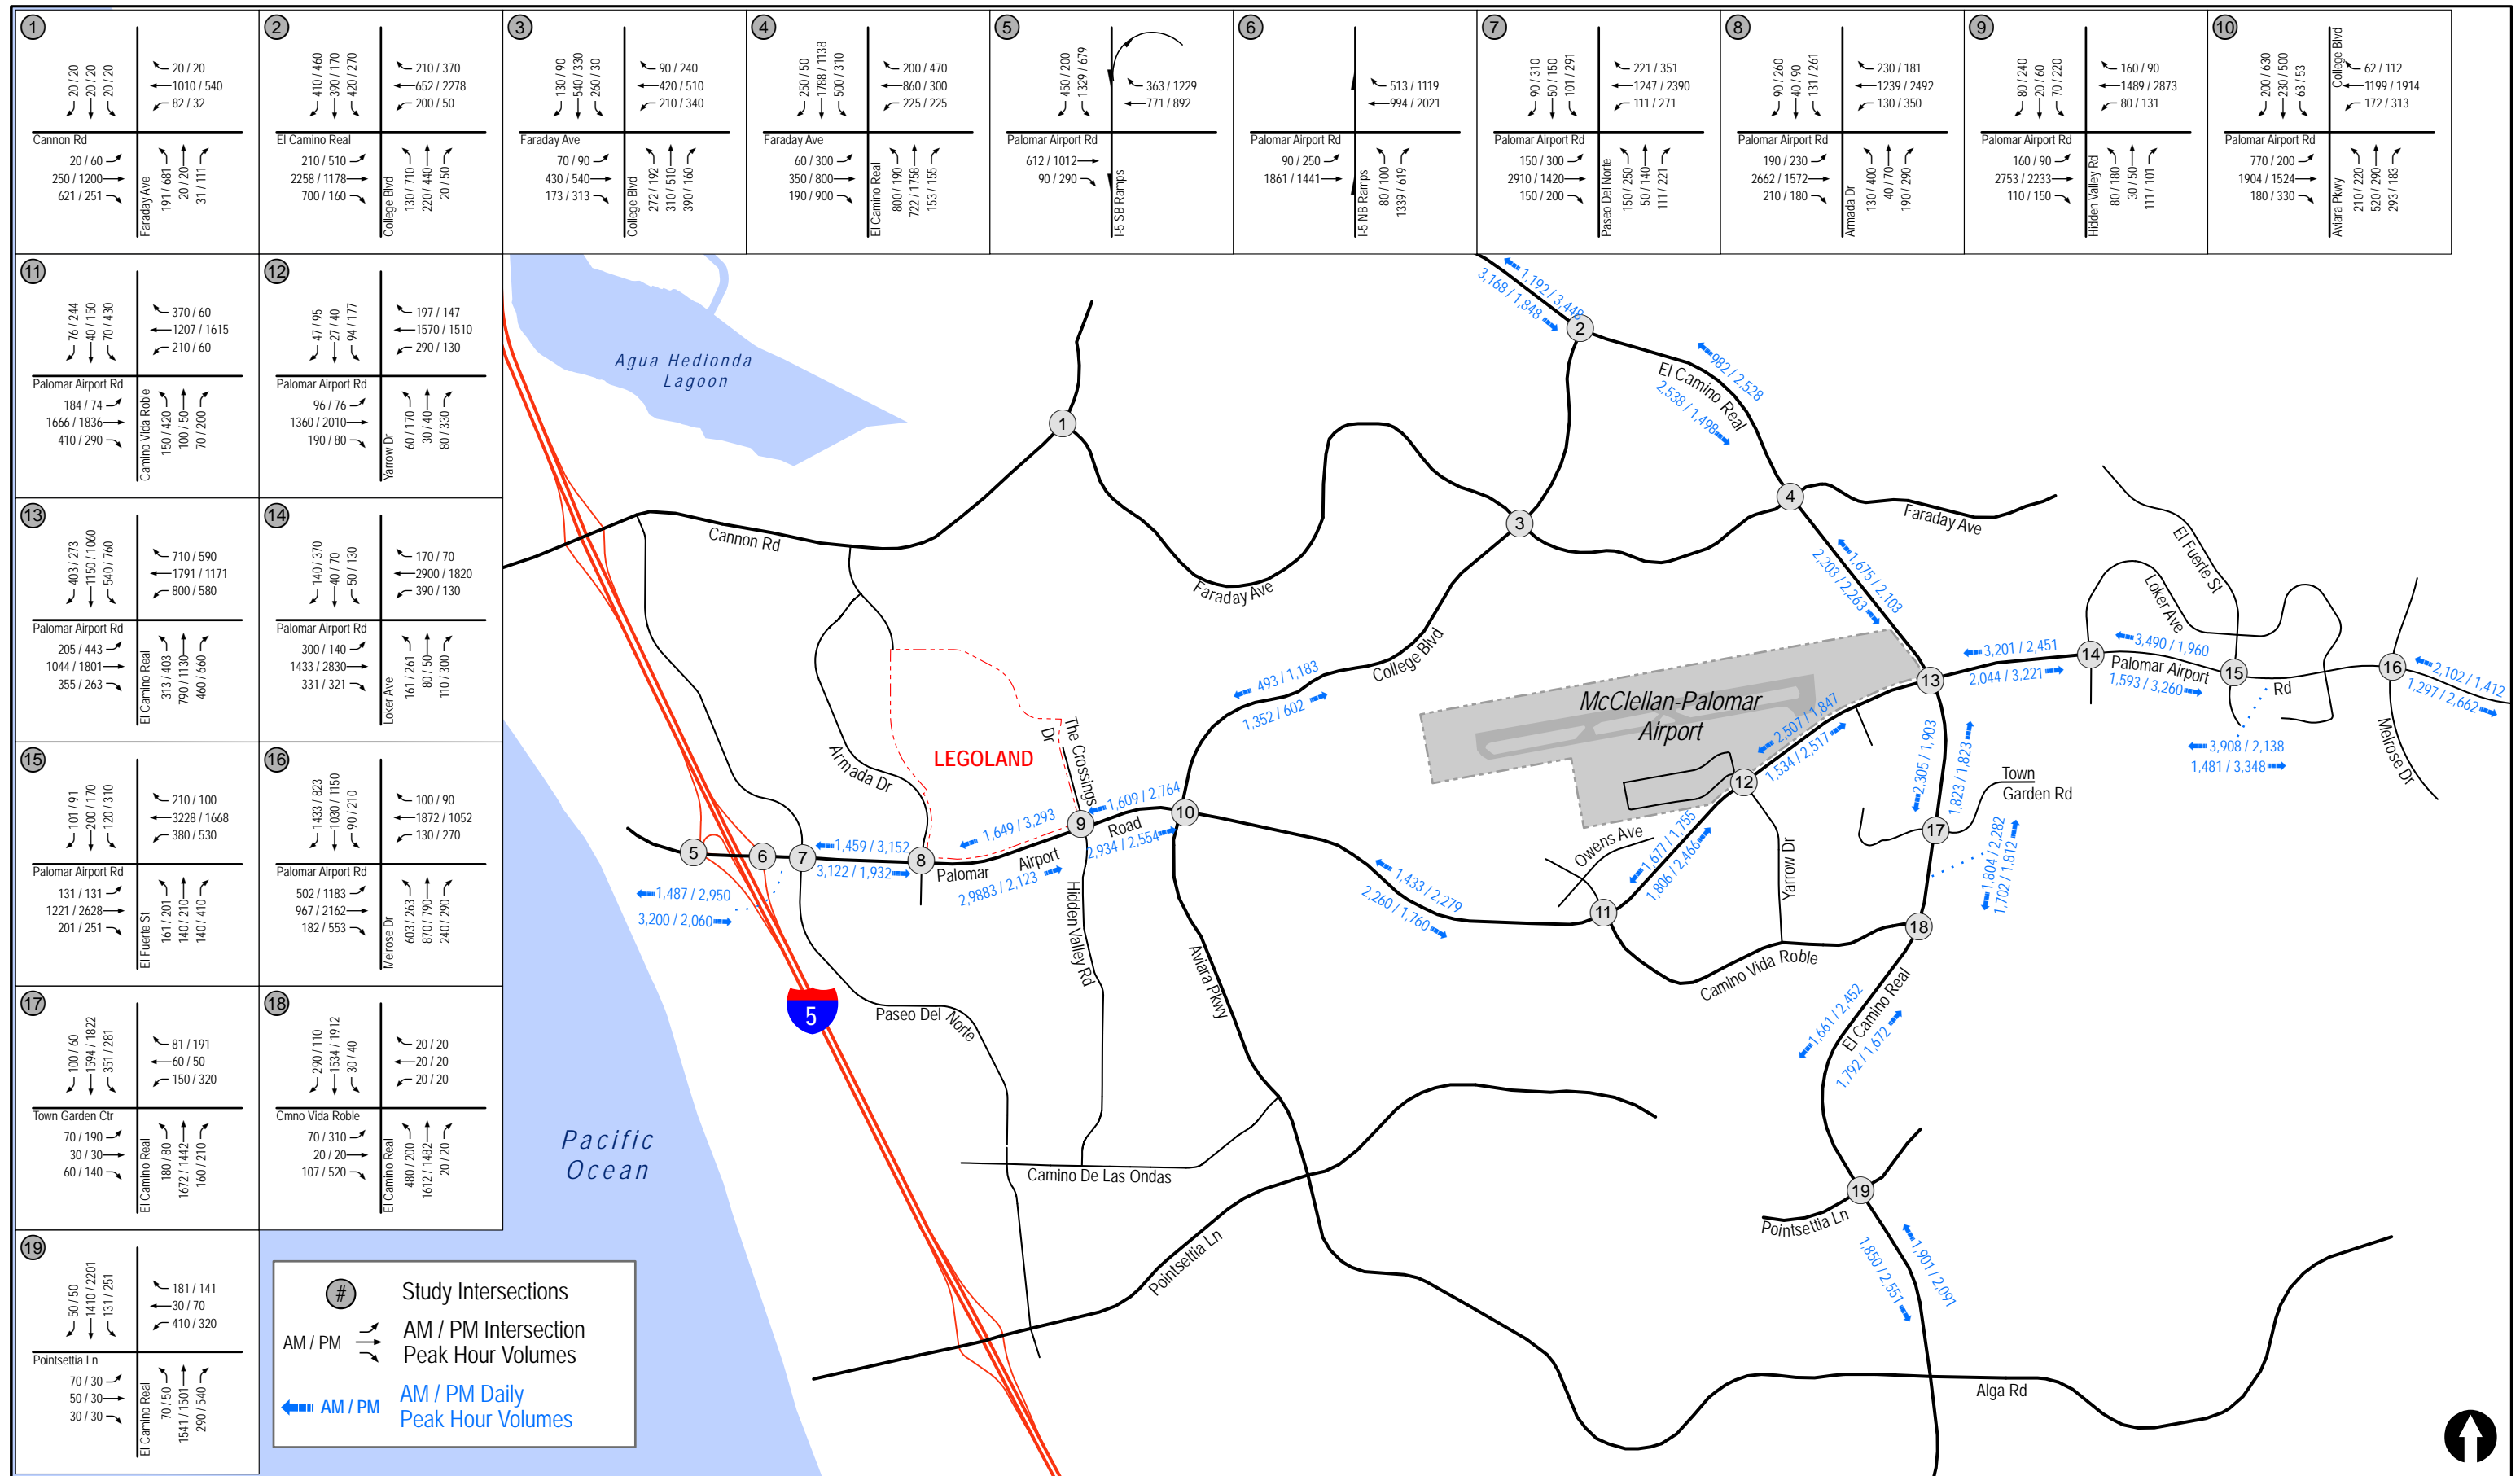 1
20 / 20
20 / 20
20 / 20
20 / 20
1010 / 540
82 / 32
Cannon Rd
20 / 60
250 / 1200
621 / 251
Faraday Ave
191 / 681
20 / 20
31 / 111
2
410 / 460
390 / 170
420 / 270
210 / 370
652 / 2278
200 / 50
El Camino Real
210 / 510
2258 / 1178
700 / 160
College Blvd
130 / 710
220 / 440
20 / 50
3
130 / 90
540 / 330
260 / 30
90 / 240
420 / 510
210 / 340
Faraday Ave
70 / 90
430 / 540
173 / 313
College Blvd
272 / 192
310 / 510
390 / 160
4
250 / 50
1788 / 1138
500 / 310
200 / 470
860 / 300
225 / 225
Faraday Ave
60 / 300
350 / 800
190 / 900
El Camino Real
800 / 190
722 / 1758
153 / 155
5
450 / 200
1329 / 679
363 / 1229
771 / 892
Palomar Airport Rd
612 / 1012
90 / 290
I-5 SB Ramps
6
513 / 1119
994 / 2021
Palomar Airport Rd
90 / 250
1861 / 1441
I-5 NB Ramps
80 / 100
1339 / 619
7
90 / 310
50 / 150
101 / 291
221 / 351
1247 / 2390
111 / 271
Palomar Airport Rd
150 / 300
2910 / 1420
150 / 200
Paseo Del Norte
150 / 250
50 / 140
111 / 221
8
90 / 260
40 / 90
131 / 261
230 / 181
1239 / 2492
130 / 350
Palomar Airport Rd
190 / 230
2662 / 1572
210 / 180
Armada Dr
130 / 400
40 / 70
190 / 290
9
80 / 240
20 / 60
70 / 220
160 / 90
1489 / 2873
80 / 131
Palomar Airport Rd
160 / 90
2753 / 2233
110 / 150
Hidden Valley Rd
80 / 180
30 / 50
111 / 101
10
200 / 630
230 / 500
63 / 53
College Blvd
62 / 112
1199 / 1914
172 / 313
Palomar Airport Rd
770 / 200
1904 / 1524
180 / 330
Aviara Pkwy
210 / 220
520 / 290
293 / 183
11
76 / 244
40 / 150
70 / 430
370 / 60
1207 / 1615
210 / 60
Palomar Airport Rd
184 / 74
1666 / 1836
410 / 290
Camino Vida Roble
150 / 420
100 / 50
70 / 200
12
47 / 95
27 / 40
94 / 177
197 / 147
1570 / 1510
290 / 130
Palomar Airport Rd
96 / 76
1360 / 2010
190 / 80
Yarrow Dr
60 / 170
30 / 40
80 / 330
13
403 / 273
1150 / 1060
540 / 760
710 / 590
1791 / 1171
800 / 580
Palomar Airport Rd
205 / 443
1044 / 1801
355 / 263
El Camino Real
313 / 403
790 / 1130
460 / 660
14
140 / 370
40 / 70
50 / 130
170 / 70
2900 / 1820
390 / 130
Palomar Airport Rd
300 / 140
1433 / 2830
331 / 321
Loker Ave
161 / 261
80 / 50
110 / 300
15
101 / 91
200 / 170
120 / 310
210 / 100
3228 / 1668
380 / 530
Palomar Airport Rd
131 / 131
1221 / 2628
201 / 251
El Fuerte St
161 / 201
140 / 210
140 / 410
16
1433 / 823
1030 / 1150
90 / 210
100 / 90
1872 / 1052
130 / 270
Palomar Airport Rd
502 / 1183
967 / 2162
182 / 553
Melrose Dr
603 / 263
870 / 790
240 / 290
17
100 / 60
1594 / 1822
351 / 281
81 / 191
60 / 50
150 / 320
Town Garden Ctr
70 / 190
30 / 30
60 / 140
El Camino Real
180 / 80
1672 / 1442
160 / 210
18
290 / 110
1534 / 1912
30 / 40
20 / 20
20 / 20
20 / 20
Cmno Vida Roble
70 / 310
20 / 20
107 / 520
El Camino Real
480 / 200
1612 / 1482
20 / 20
19
50 / 50
1410 / 2201
131 / 251
181 / 141
30 / 70
410 / 320
Pointsettia Ln
70 / 30
50 / 30
30 / 30
El Camino Real
70 / 50
1541 / 1501
290 / 540
Agua Hedionda
Lagoon
1,192 / 3,448
3,168 / 1,848
2
982 / 2,528
El Camino Real
2,538 / 1,498
1
3
4
Cannon Rd
Faraday Ave
Faraday Ave
College Blvd
1,675 / 2,103
2,203 / 2,263
El Fuerte St
Loker Ave
3,201 / 2,451
2,044 / 3,221
14
3,490 / 1,960
Palomar Airport
Rd
1,593 / 3,260
15
16
2,102 / 1,412
1,297 / 2,662
3,908 / 2,138
1,481 / 3,348
Melrose Dr
493 / 1,183
1,352 / 602
McClellan-Palomar
Airport
13
2,507 / 1,847
1,534 / 2,517
12
2,305 / 1,903
1,823 / 1,823
Town
Garden Rd
17
1,804 / 2,282
1,702 / 1,812
The Crossings
Dr
LEGOLAND
Armada Dr
5
6
7
1,459 / 3,152
3,122 / 1,932
8
1,487 / 2,950
3,200 / 2,060
1,649 / 3,293
Palomar
Airport
Road
2,9883 / 2,123
9
1,609 / 2,764
2,934 / 2,554
10
1,433 / 2,279
2,260 / 1,760
Owens Ave
1,677 / 1,755
1,806 / 2,466
11
Yarrow Dr
Camino Vida Roble
18
Hidden Valley Rd
Aviara Pkwy
5
Paseo Del Norte
1,661 / 2,452
El Camino Real
1,792 / 1,672
Pacific
Ocean
Camino De Las Ondas
19
Pointsettia Ln
Pointsettia Ln
1,901 / 2,091
1,850 / 2,551
Alga Rd
#
Study Intersections
AM / PM
AM / PM Intersection
Peak Hour Volumes
AM / PM
AM / PM Daily
Peak Hour Volumes